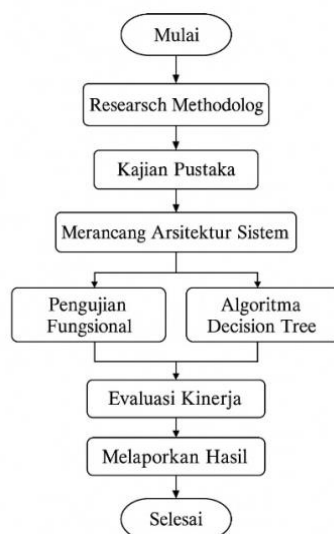 Mulai
Researsch Methodolog
Kajian Pustaka
Merancang Arsitektur Sistem
Pengujian
Fungsional
Algoritma
Decision Tree
Evaluasi Kinerja
Melaporkan Hasil
Selesai